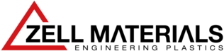 ZELL MATERIALS
ENGINEERING PLASTICS